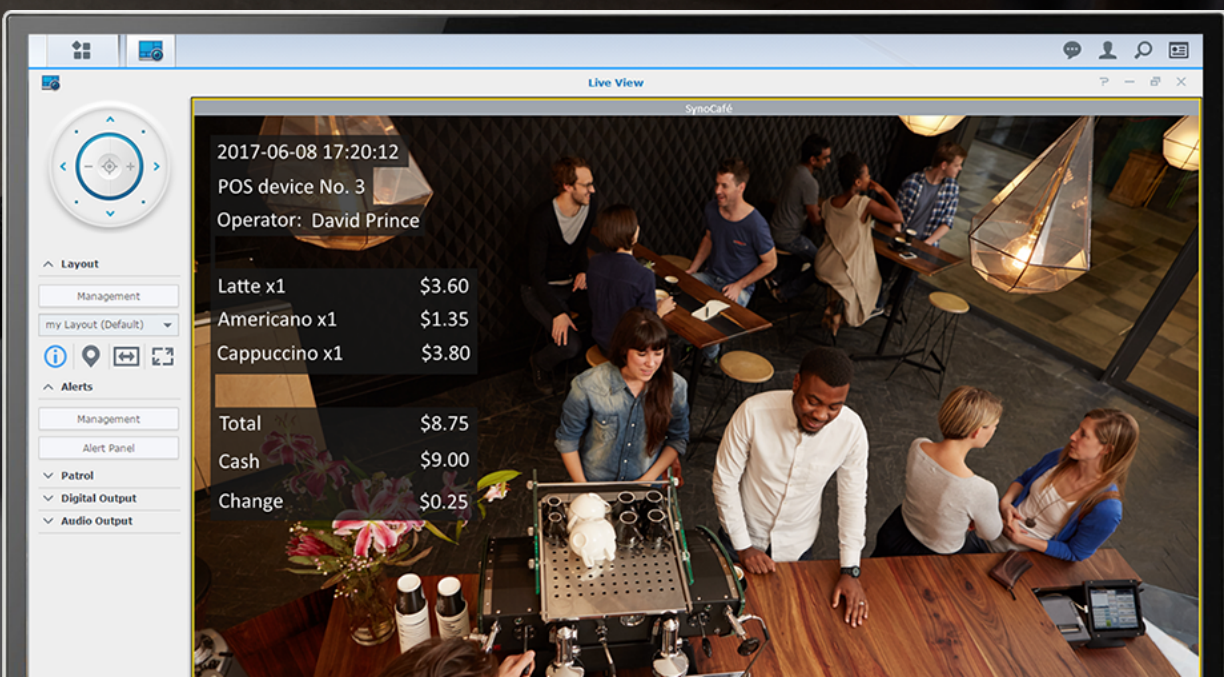 Live View
SynoCafé
2017-06-08 17:20:12
POS device No. 3
Operator: David Prince
Latte x1 $3.60
Americano x1 $1.35
Cappuccino x1 $3.80
Total $8.75
Cash $9.00
Change $0.25
Layout
Management
my Layout (Default)
Alerts
Management
Alert Panel
Patrol
Digital Output
Audio Output